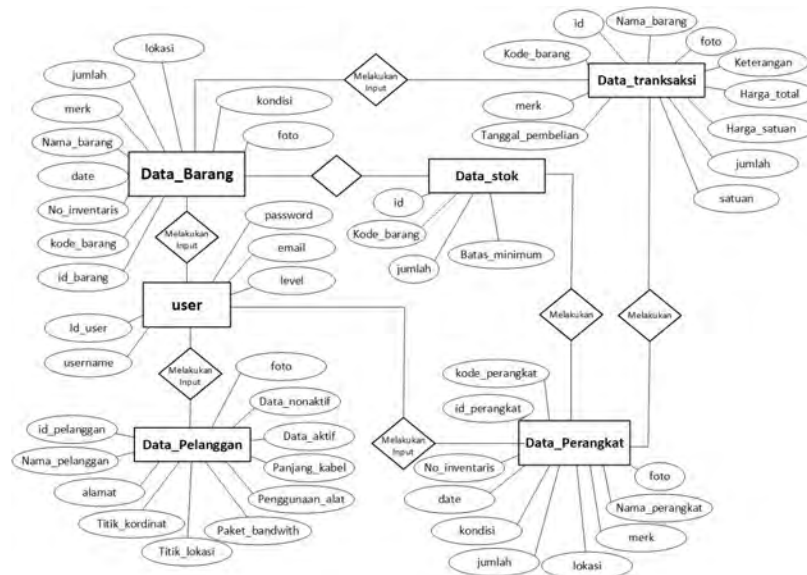 lokasi
jumlah
merk
Nama_barang
date
No_inventaris
kode_barang
id_barang
Data_Barang
kondisi
foto
Melakukan
Input
id
Nama_barang
foto
Kode_barang
Keterangan
Data_tranksaksi
Harga_total
merk
Harga_satuan
Tanggal_pembelian
jumlah
satuan
Data_stok
id
Kode_barang
jumlah
Batas_minimum
Melakukan
Input
password
email
level
user
Id_user
username
Melakukan
Input
Melakukan
Melakukan
foto
Data_nonaktif
id_pelanggan
Data_aktif
Data_Pelanggan
Nama_pelanggan
Panjang_kabel
alamat
Penggunaan_alat
Titik_kordinat
Paket_bandwith
Titik_lokasi
Melakukan
Input
kode_perangkat
id_perangkat
Data_Perangkat
No_inventaris
foto
date
Nama_perangkat
kondisi
merk
jumlah
lokasi